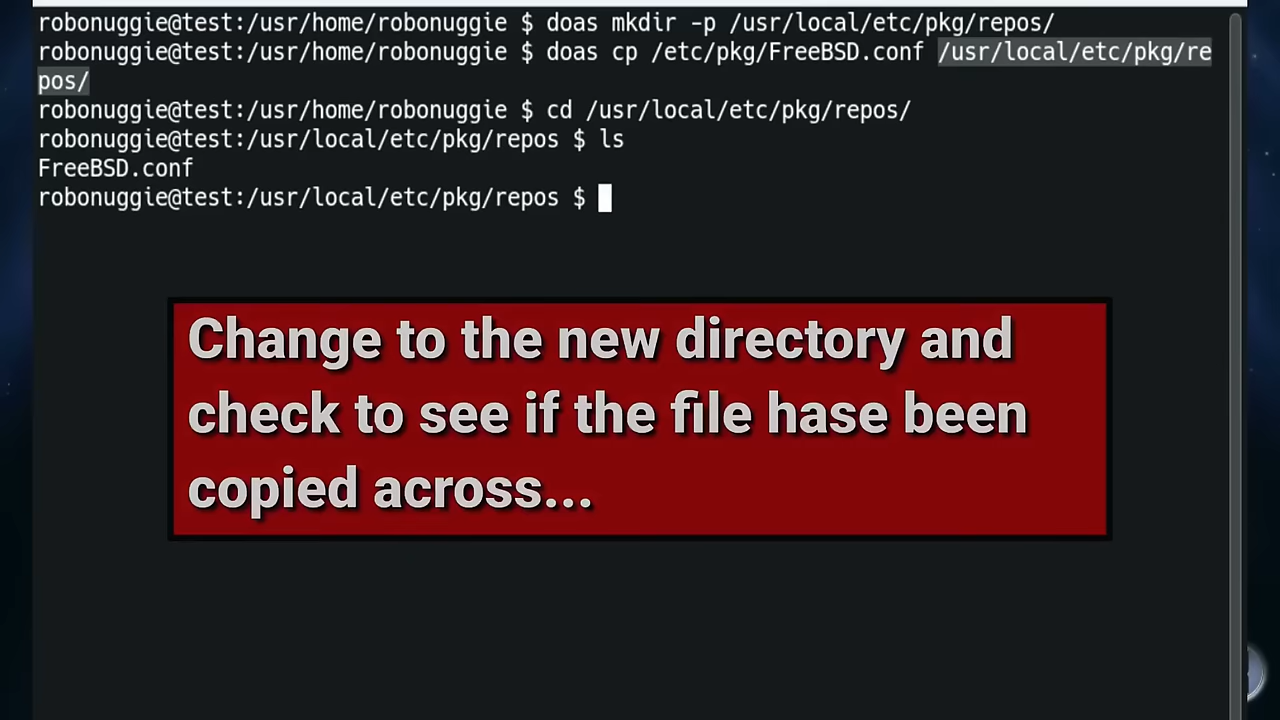 robonuggie@test:/usr/home/robonuggie $ doas mkdir -p /usr/local/etc/pkg/repos/
robonuggie@test:/usr/home/robonuggie $ doas cp /etc/pkg/FreeBSD.conf /usr/local/etc/pkg/re
pos/
robonuggie@test:/usr/home/robonuggie $ cd /usr/local/etc/pkg/repos/
robonuggie@test:/usr/local/etc/pkg/repos $ ls
FreeBSD.conf
robonuggie@test:/usr/local/etc/pkg/repos $
Change to the new directory and
check to see if the file hase been
copied across...